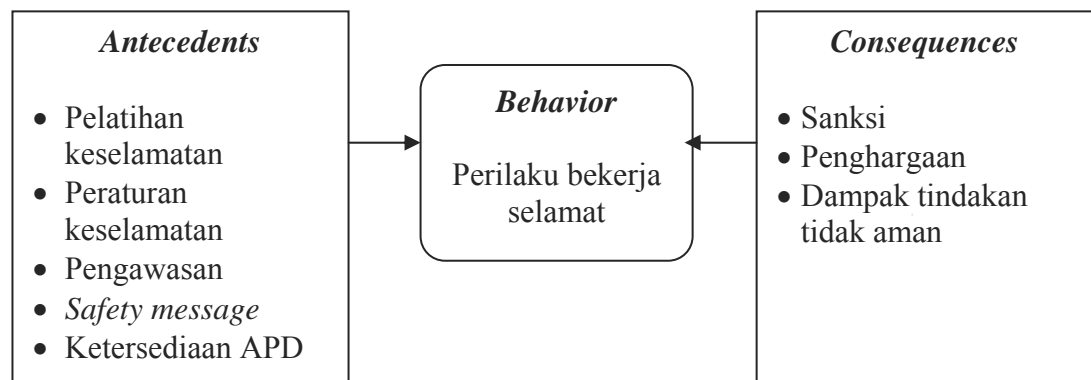 Antecedents
• Pelatihan
keselamatan
• Peraturan
keselamatan
• Pengawasan
• Safety message
• Ketersediaan APD
Behavior
Perilaku bekerja
selamat
Consequences
• Sanksi
• Penghargaan
• Dampak tindakan
tidak aman